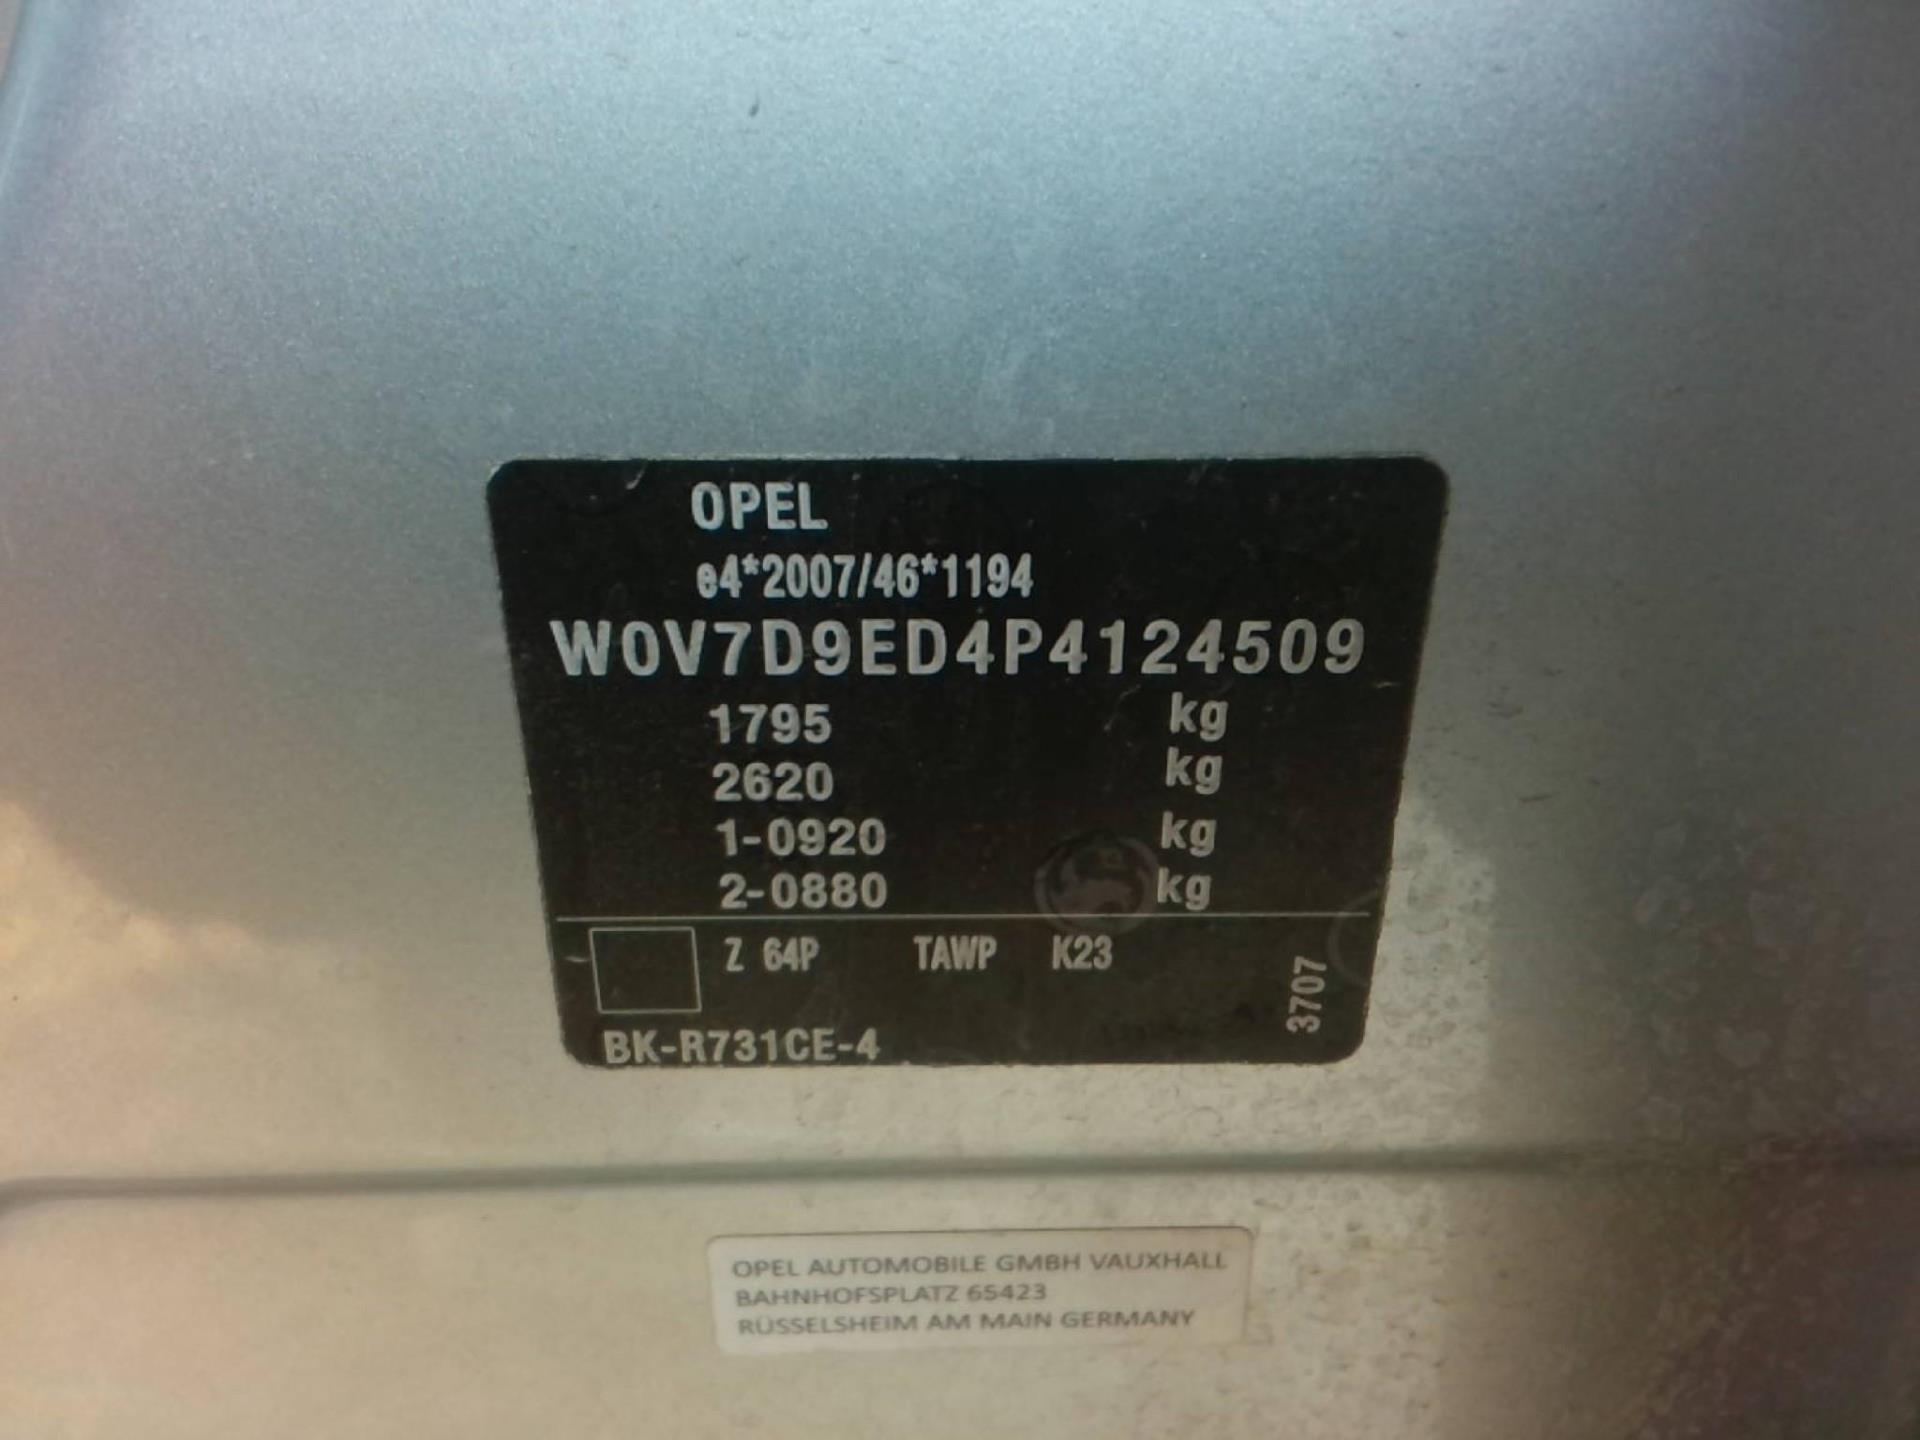 OPEL
e4*2007/46*1194
W0V7D9ED4P4124509
1795 kg
2620 kg
1-0920 kg
2-0880 kg
Z 64P TAWP K23
3707
BK-R731CE-4
OPEL AUTOMOBILE GMBH VAUXHALL
BAHNHOFSPLATZ 65423
RÜSSELSHEIM AM MAIN GERMANY